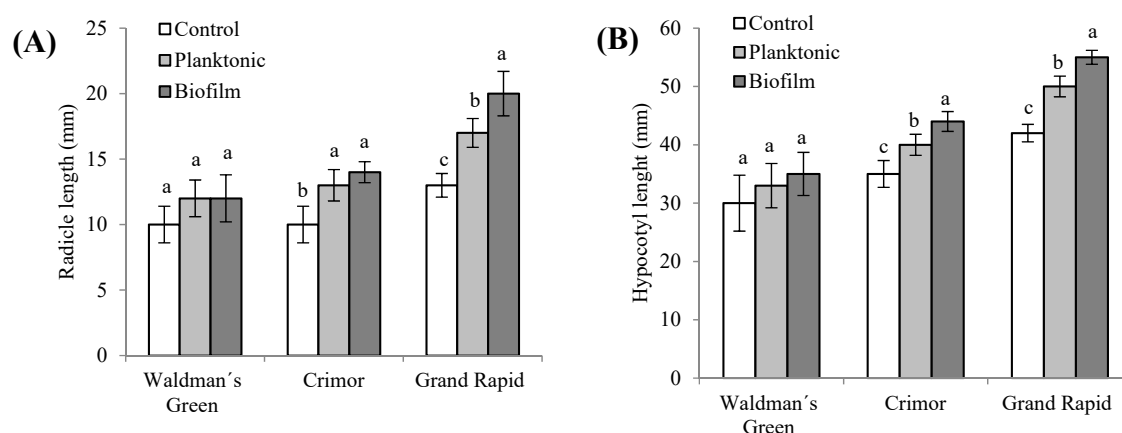 (A)
Radicle length (mm)
25
20
15
10
5
0
Control
Planktonic
Biofilm
a
a
a
b
a
a
c
b
a
Waldman´s
Green
Crimor
Grand Rapid
(B)
Hypocotyl lenght (mm)
60
50
40
30
20
10
0
Control
Planktonic
Biofilm
a
a
a
c
b
a
c
b
a
Waldman´s
Green
Crimor
Grand Rapid